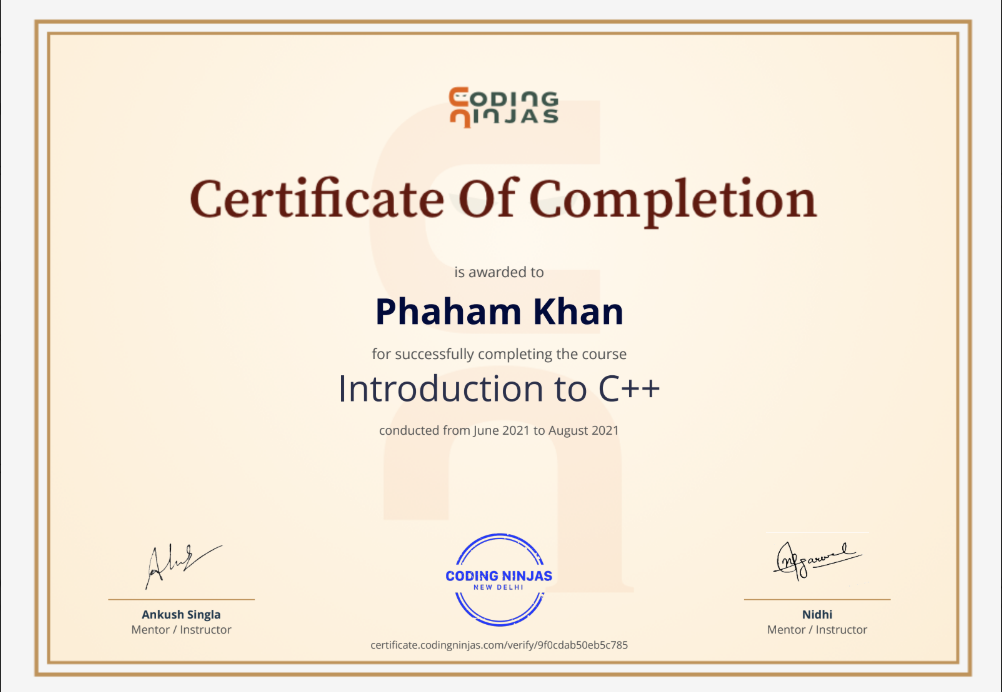 CODING
NINJAS
Certificate Of Completion
is awarded to
Phaham Khan
for successfully completing the course
Introduction to C++
conducted from June 2021 to August 2021
CODING NINJAS
NEW DELHI
Ankush Singla
Mentor / Instructor
Nidhi
Mentor / Instructor
certificate.codingninjas.com/verify/9f0cdab50eb5c785